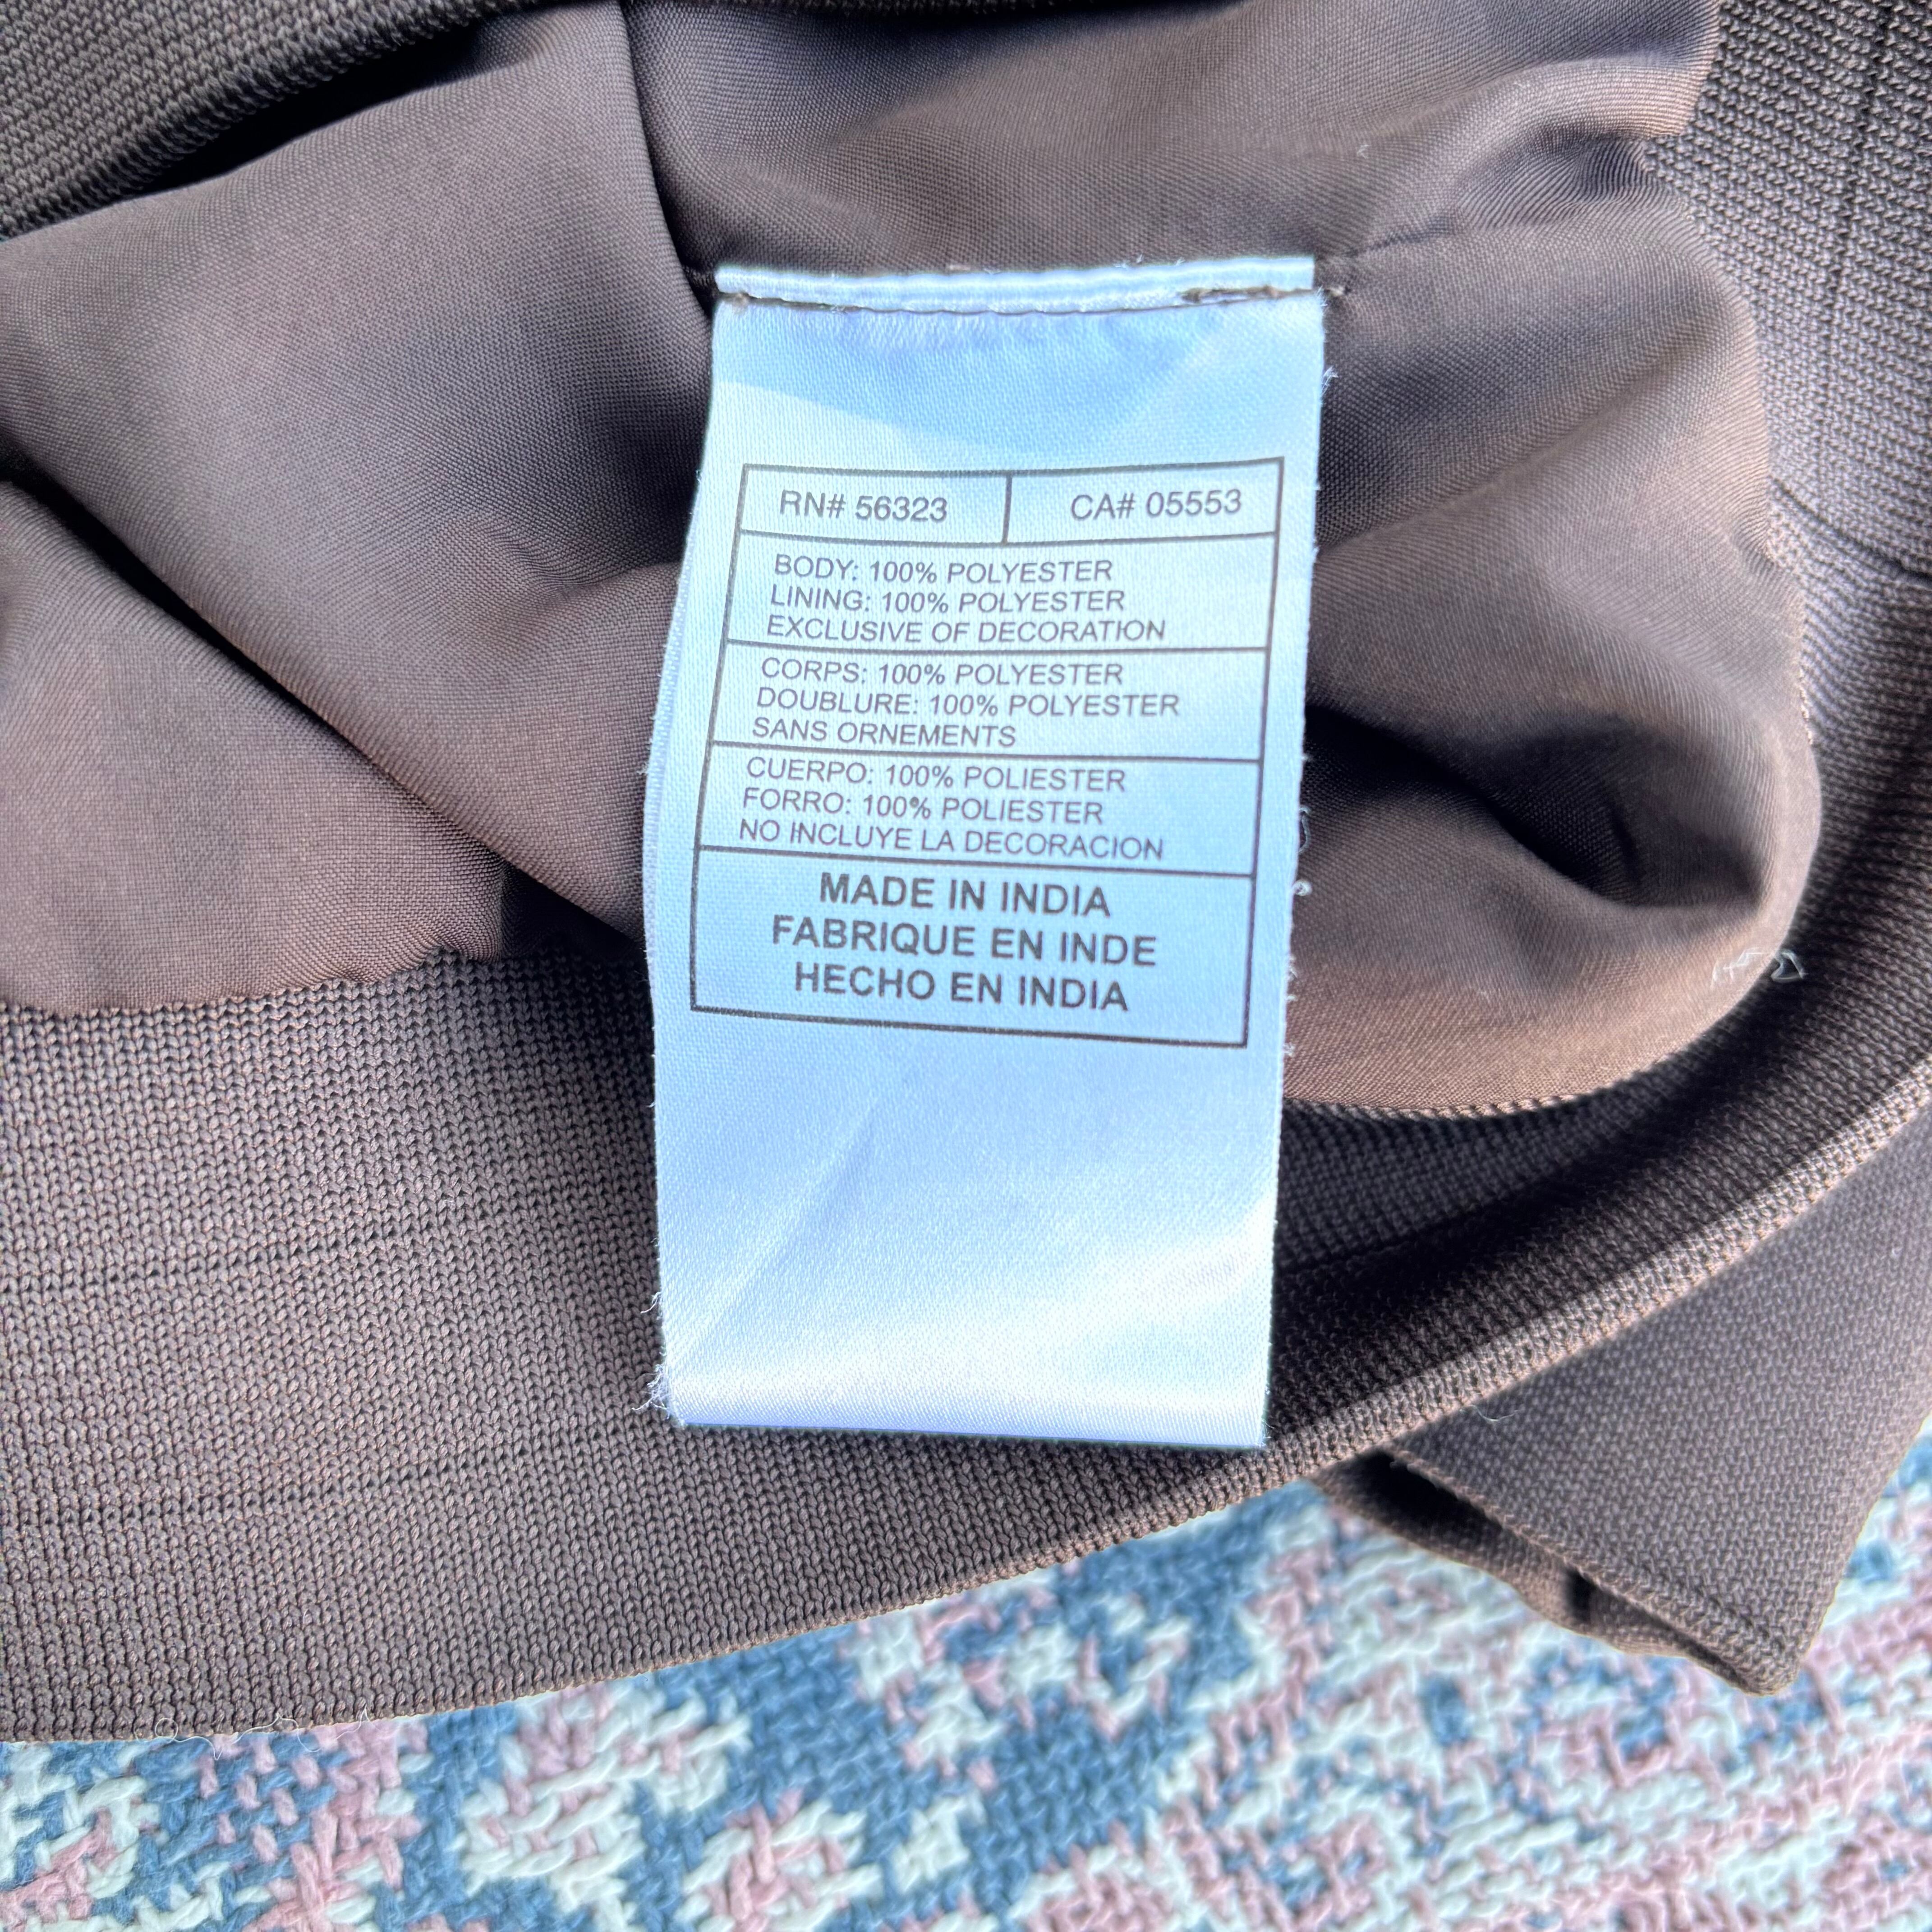 RN# 56323 CA# 05553
BODY: 100% POLYESTER
LINING: 100% POLYESTER
EXCLUSIVE OF DECORATION
CORPS: 100% POLYESTER
DOUBLURE: 100% POLYESTER
SANS ORNEMENTS
CUERPO: 100% POLIESTER
FORRO: 100% POLIESTER
NO INCLUYE LA DECORACION
MADE IN INDIA
FABRIQUE EN INDE
HECHO EN INDIA